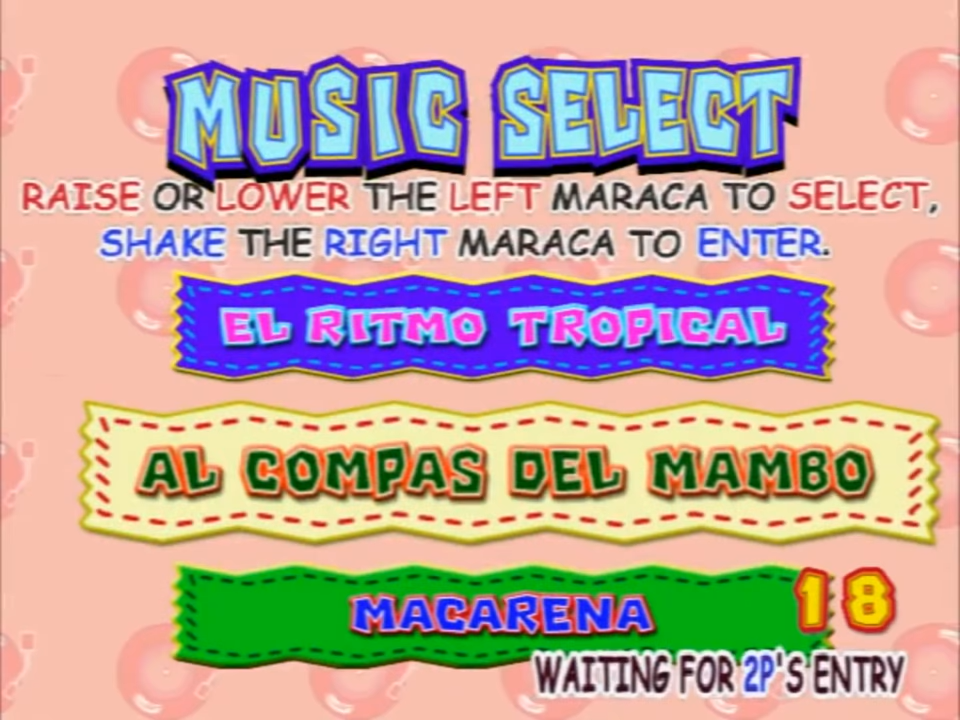 MUSIC SELECT
RAISE OR LOWER THE LEFT MARACA TO SELECT,
SHAKE THE RIGHT MARACA TO ENTER.
EL RITMO TROPICAL
AL COMPAS DEL MAMBO
MACARENA
18
WAITING FOR 2P'S ENTRY